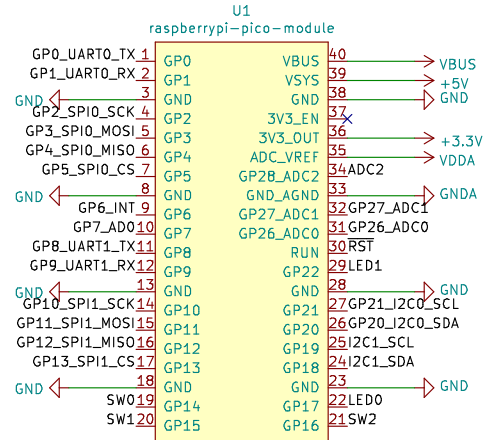 U1
raspberrypi-pico-module
GP0_UART0_TX 1 GP0 VBUS 40 VBUS
GP1_UART0_RX 2 GP1 VSYS 39 +5V
GND 3 GND GND 38 GND
GP2_SPI0_SCK 4 GP2 3V3_EN 37
GP3_SPI0_MOSI 5 GP3 3V3_OUT 36 +3.3V
GP4_SPI0_MISO 6 GP4 ADC_VREF 35 VDDA
GP5_SPI0_CS 7 GP5 GP28_ADC2 34 ADC2
GND 8 GND GND_AGND 33 GNDA
GP6_INT 9 GP6 GP27_ADC1 32 GP27_ADC1
GP7_AD0 10 GP7 GP26_ADC0 31 GP26_ADC0
GP8_UART1_TX 11 GP8 RUN 30 RST
GP9_UART1_RX 12 GP9 GP22 29 LED1
GND 13 GND GND 28 GND
GP10_SPI1_SCK 14 GP10 GP21 27 GP21_I2C0_SCL
GP11_SPI1_MOSI 15 GP11 GP20 26 GP20_I2C0_SDA
GP12_SPI1_MISO 16 GP12 GP19 25 I2C1_SCL
GP13_SPI1_CS 17 GP13 GP18 24 I2C1_SDA
GND 18 GND GND 23 GND
SW0 19 GP14 GP17 22 LED0
SW1 20 GP15 GP16 21 SW2